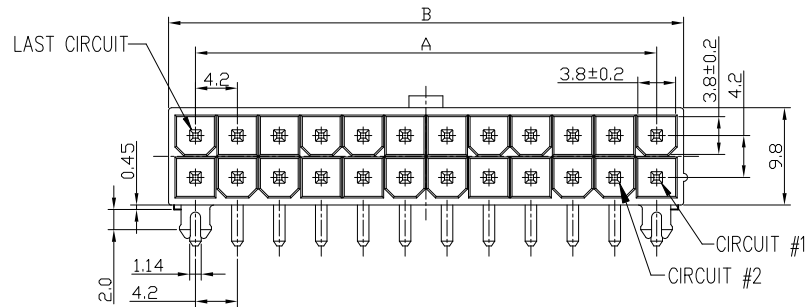 B
LAST CIRCUIT
A
4.2
3.8±0.2
3.8±0.2
4.2
0.45
9.8
CIRCUIT #1
1.14
CIRCUIT #2
2.0
4.2